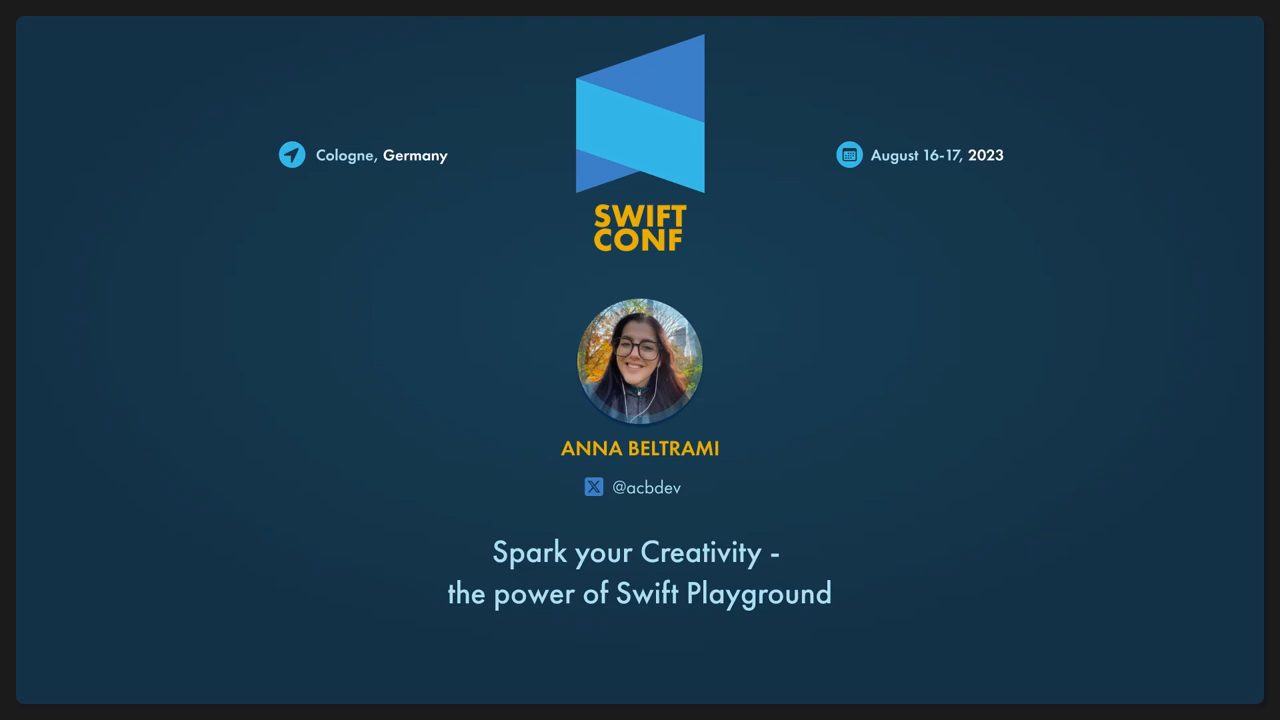 Cologne, Germany
August 16-17, 2023
SWIFT
CONF
ANNA BELTRAMI
@acbdev
Spark your Creativity -
the power of Swift Playground